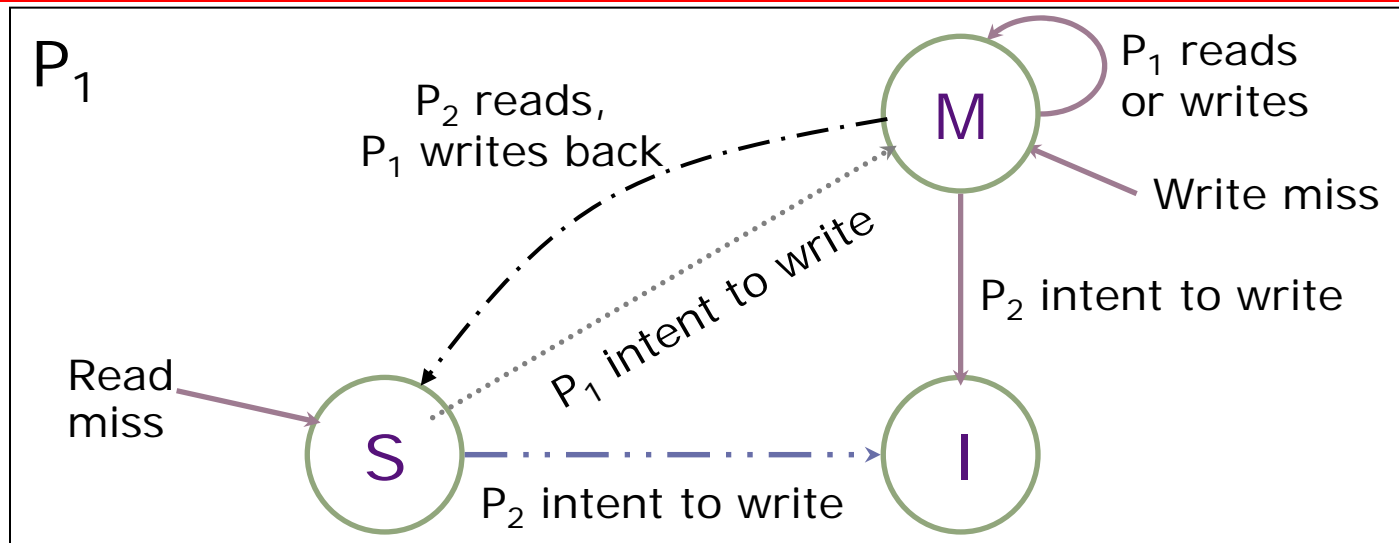 P1
P2 reads,
P1 writes back
M
P1 reads
or writes
Write miss
P1 intent to write
P2 intent to write
Read
miss
S
I
P2 intent to write